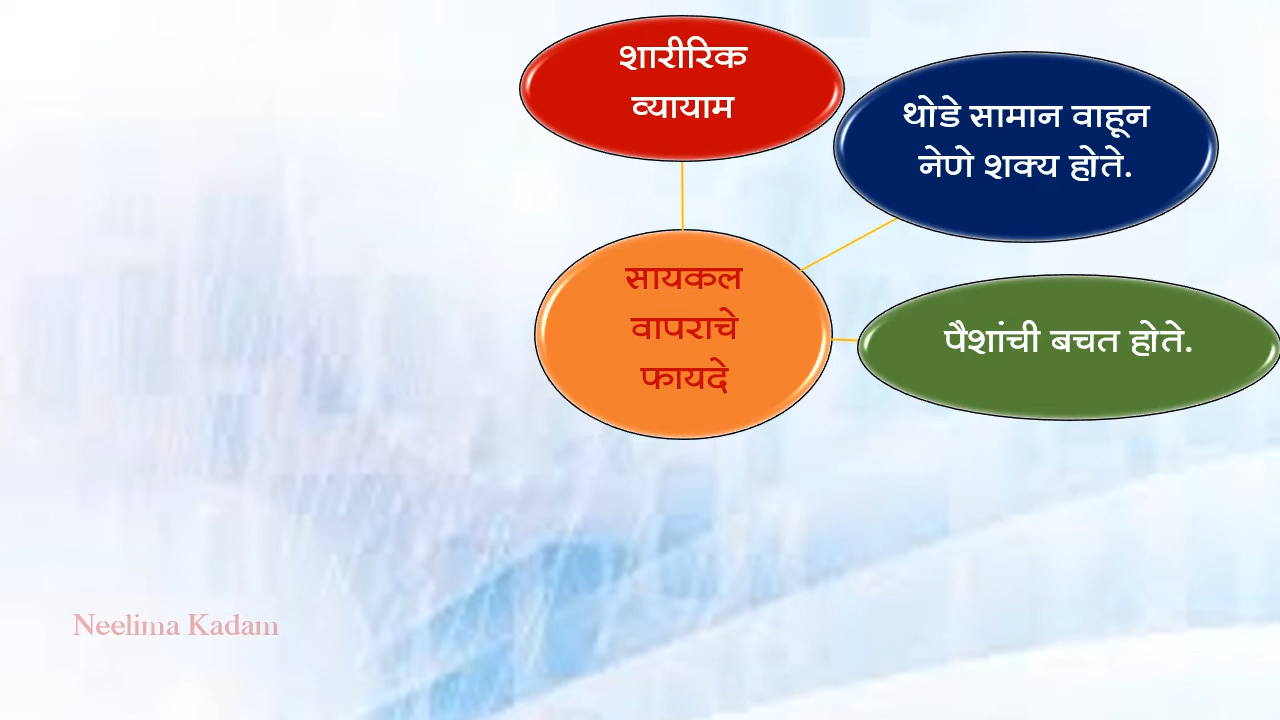 शारीरिक
व्यायाम
थोडे सामान वाहून
नेणे शक्य होते.
सायकल
वापराचे
फायदे
पैशांची बचत होते.
Neelima Kadam